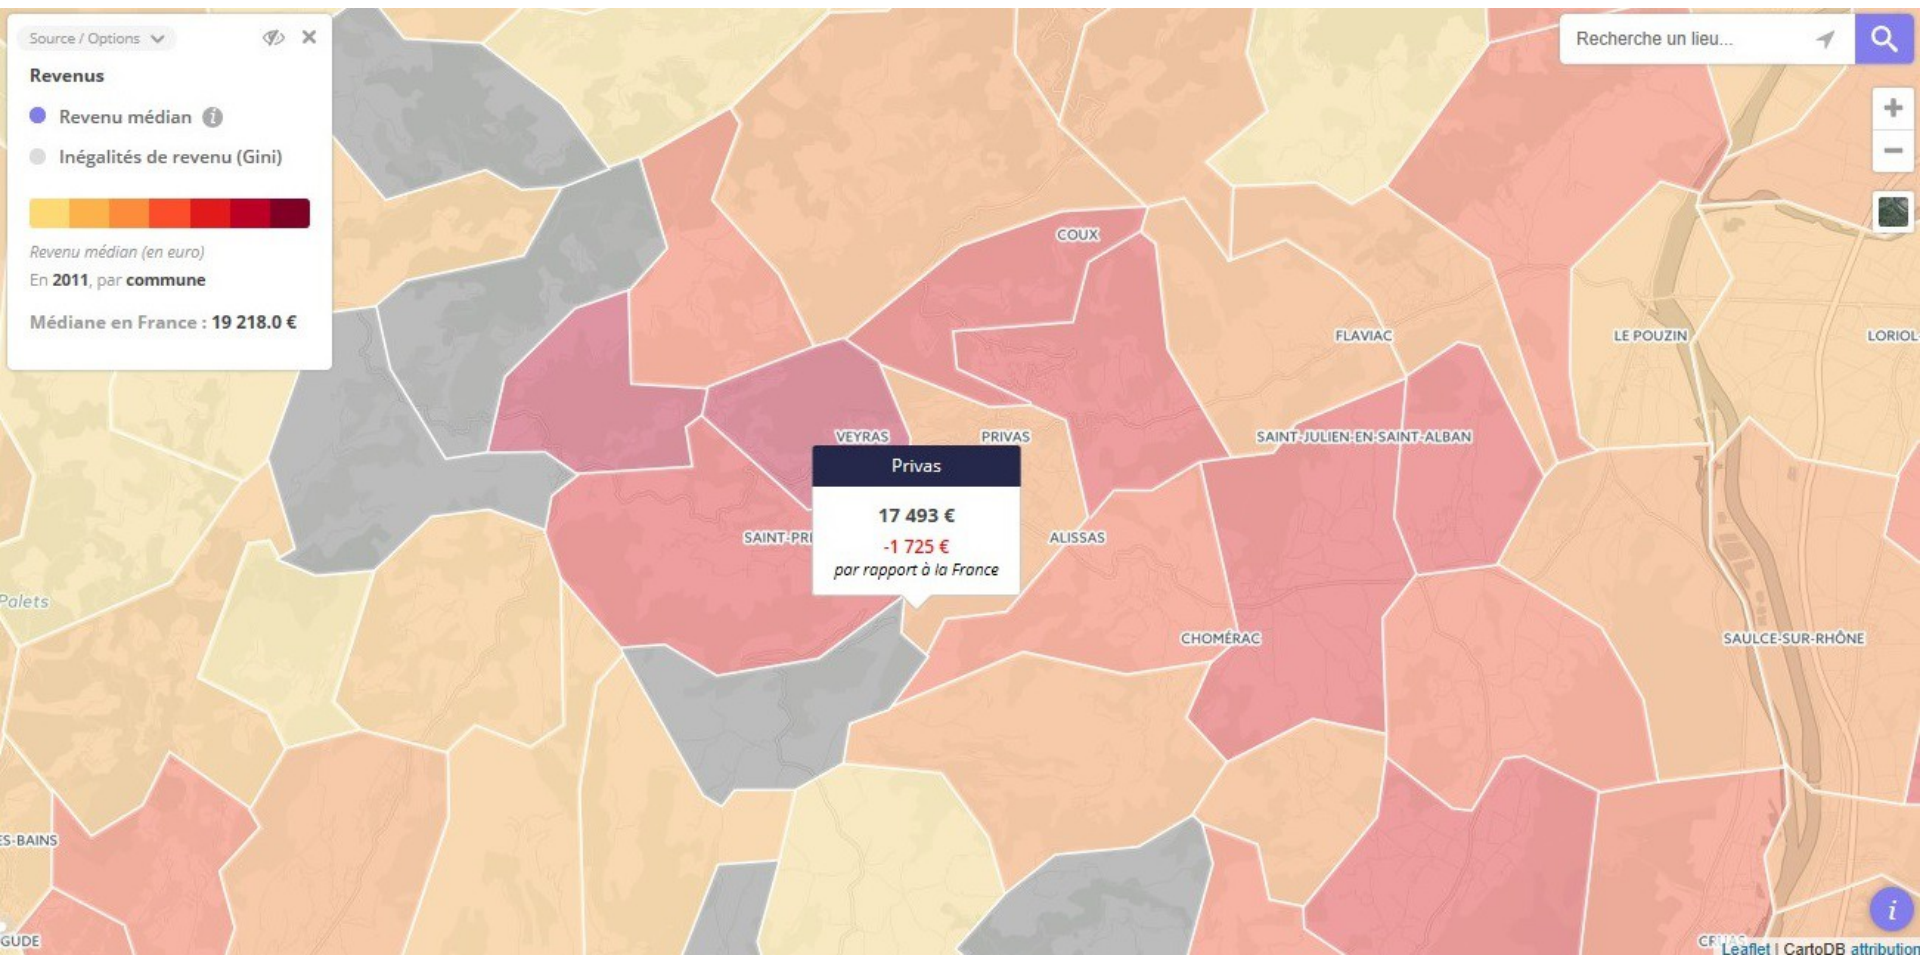 Source / Options
Revenus
Revenu médian i
Inégalités de revenu (Gini)
Revenu médian (en euro)
En 2011, par commune
Médiane en France : 19 218.0 €
Recherche un lieu...
+
−
COUX
FLAVIAC
LE POUZIN
LORIOL-
VEYRAS
PRIVAS
SAINT-JULIEN-EN-SAINT-ALBAN
Privas
17 493 €
-1 725 €
par rapport à la France
SAINT-PRI
ALISSAS
Palets
CHOMÉRAC
SAULCE-SUR-RHÔNE
ES-BAINS
GUDE
i
CRUAS
Leaflet | CartoDB attribution